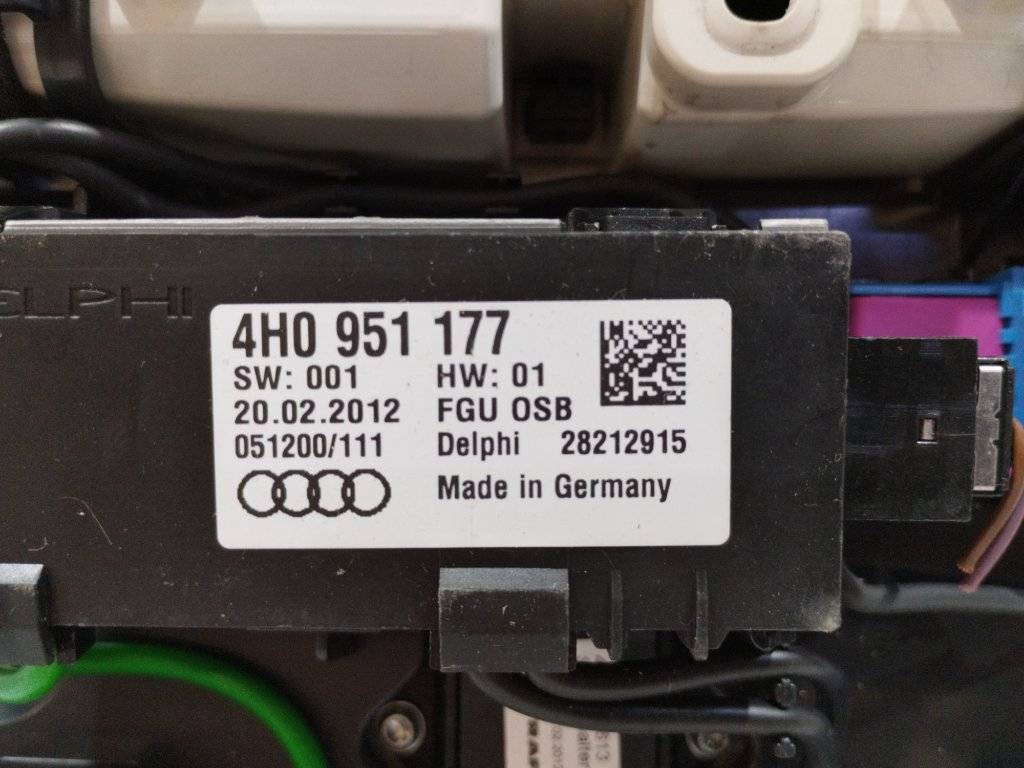 ELPHI
4H0 951 177
SW: 001 HW: 01
20.02.2012 FGU OSB
051200/111 Delphi 28212915
Made in Germany